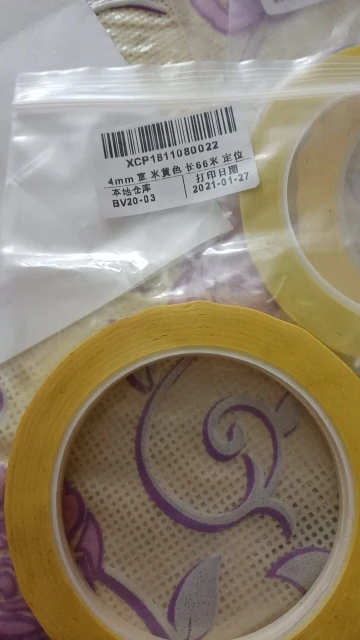 XCP1811080022
4mm 宽 米黄色 长66米 定位
本地仓库
BV20-03
打印日期
2021-01-27